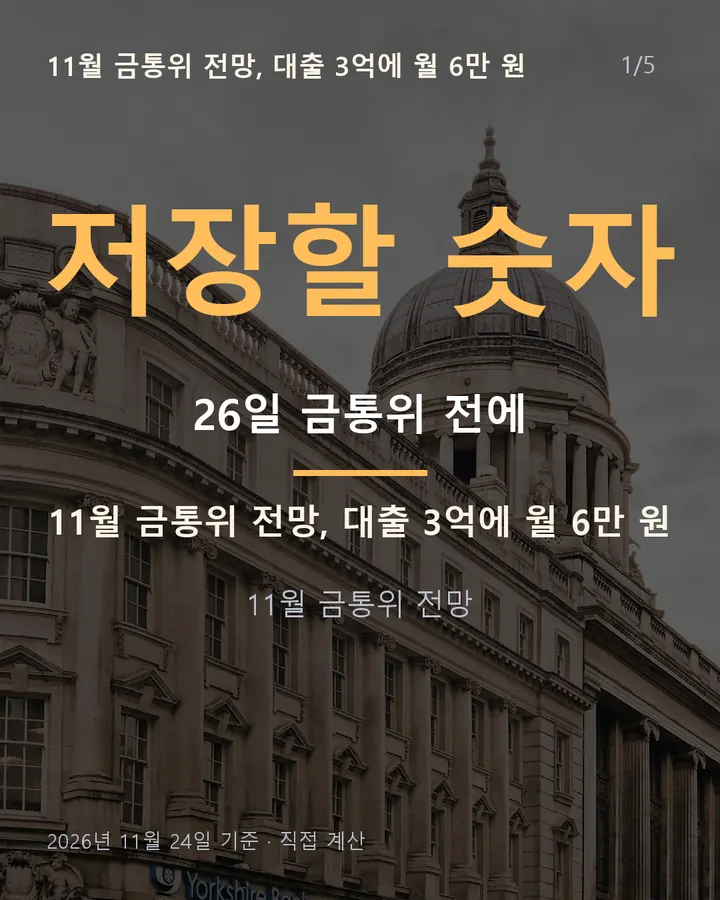 11월 금통위 전망, 대출 3억에 월 6만 원
1/5
저장할 숫자
26일 금통위 전에
11월 금통위 전망, 대출 3억에 월 6만 원
11월 금통위 전망
2026년 11월 24일 기준 · 직접 계산
Yorkshire